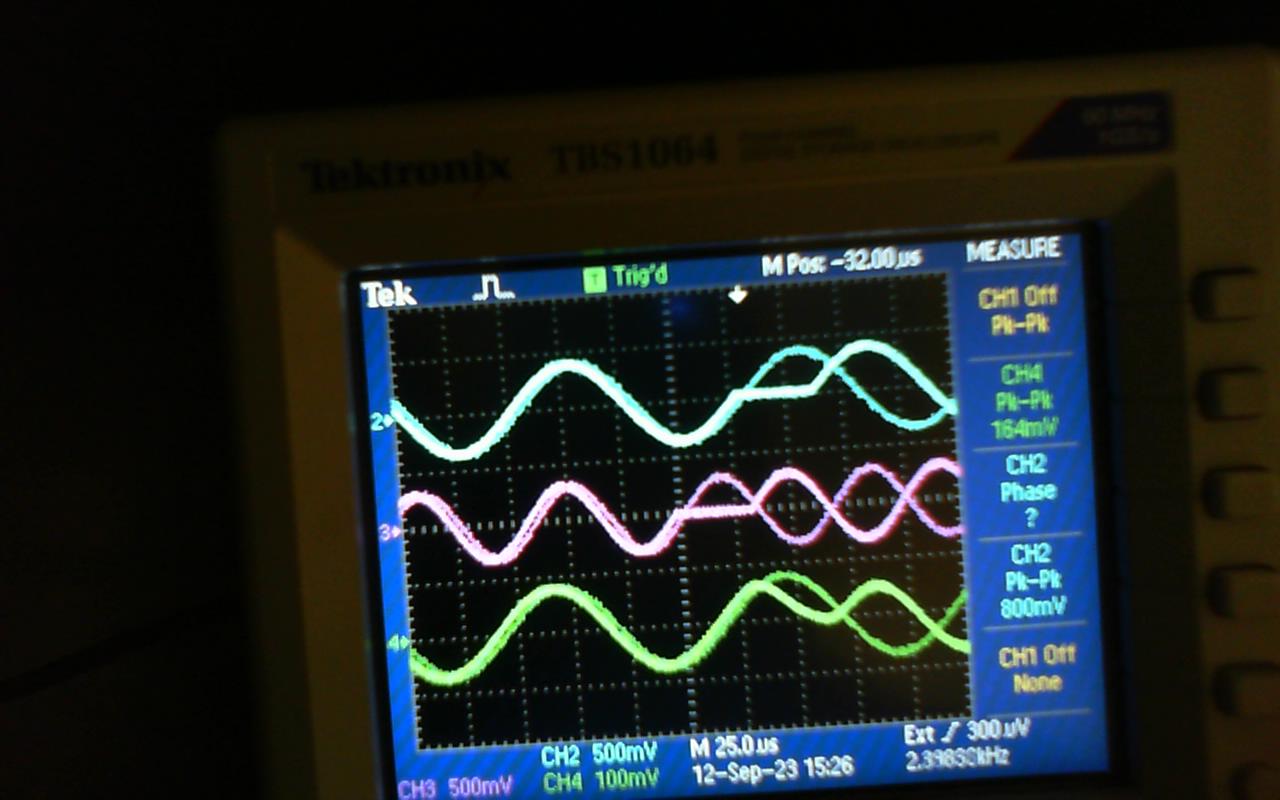 Tektronix TBS1064
Tek Trig'd M Pos: -32.00us MEASURE
CH1 Off
Pk-Pk
CH4
Pk-Pk
164mV
CH2
Phase
?
CH2
Pk-Pk
800mV
CH1 Off
None
2
3
4
CH2 500mV M 25.0us Ext 300uV
CH3 500mV CH4 100mV 12-Sep-23 15:26